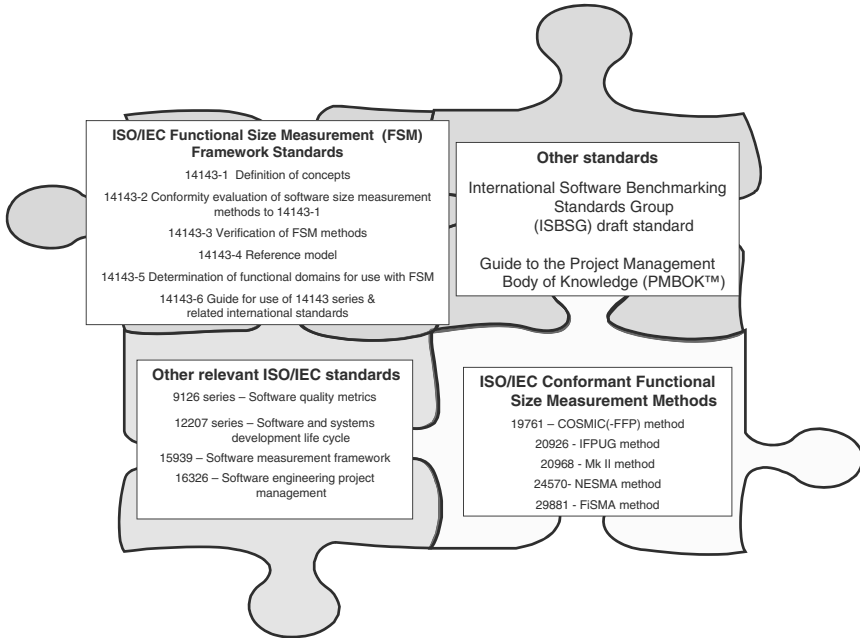 ISO/IEC Functional Size Measurement (FSM)
Framework Standards
14143-1 Definition of concepts
14143-2 Conformity evaluation of software size measurement
methods to 14143-1
14143-3 Verification of FSM methods
14143-4 Reference model
14143-5 Determination of functional domains for use with FSM
14143-6 Guide for use of 14143 series &
related international standards
Other standards
International Software Benchmarking
Standards Group
(ISBSG) draft standard
Guide to the Project Management
Body of Knowledge (PMBOK™)
Other relevant ISO/IEC standards
9126 series – Software quality metrics
12207 series – Software and systems
development life cycle
15939 – Software measurement framework
16326 – Software engineering project
management
ISO/IEC Conformant Functional
Size Measurement Methods
19761 – COSMIC(-FFP) method
20926 - IFPUG method
20968 - Mk II method
24570- NESMA method
29881 - FiSMA method